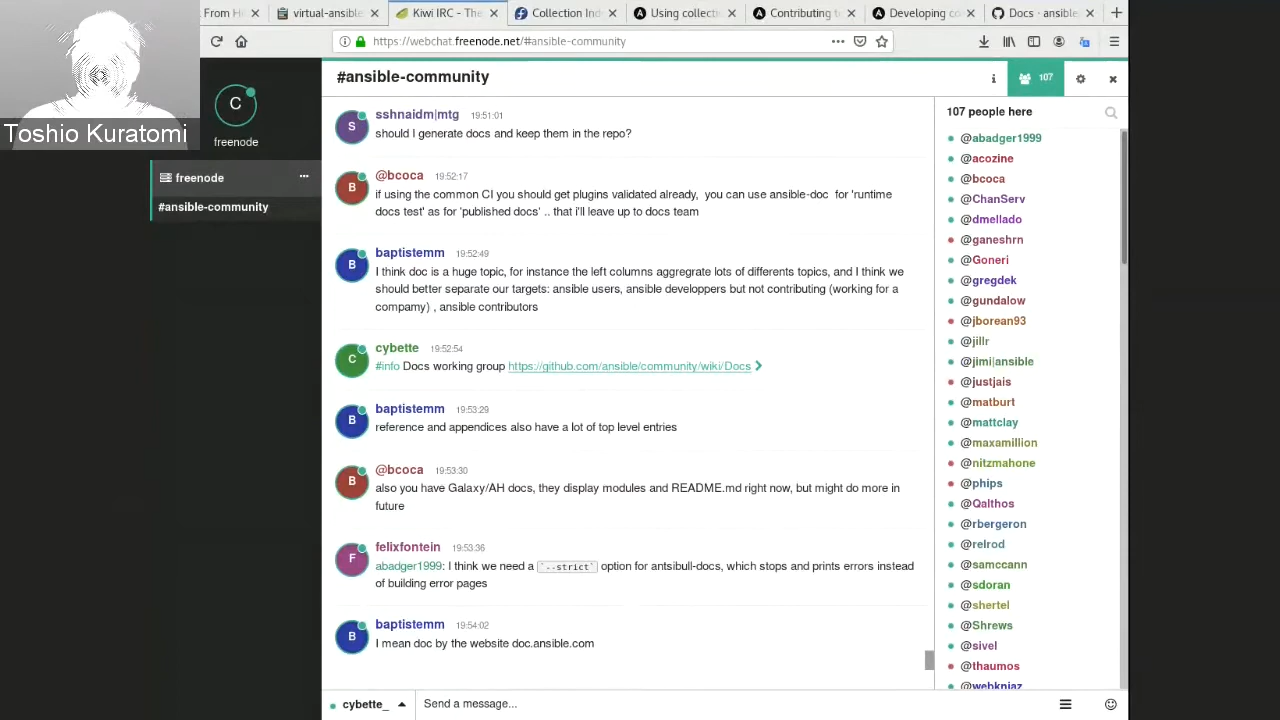 From H
virtual-ansible
Kiwi IRC - The
Collection Ind
Using collecti
Contributing t
Developing co
Docs · ansible
https://webchat.freenode.net/#ansible-community
Toshio Kuratomi
C
freenode
freenode
#ansible-community
#ansible-community
107
S
sshnaidm|mtg 19:51:01
should I generate docs and keep them in the repo?
B
@bcoca 19:52:17
if using the common CI you should get plugins validated already, you can use ansible-doc for 'runtime
docs test' as for 'published docs' .. that i'll leave up to docs team
B
baptistemm 19:52:49
I think doc is a huge topic, for instance the left columns aggregrate lots of differents topics, and I think we
should better separate our targets: ansible users, ansible developpers but not contributing (working for a
compamy) , ansible contributors
C
cybette 19:52:54
#info Docs working group https://github.com/ansible/community/wiki/Docs
B
baptistemm 19:53:29
reference and appendices also have a lot of top level entries
B
@bcoca 19:53:30
also you have Galaxy/AH docs, they display modules and README.md right now, but might do more in
future
F
felixfontein 19:53:36
abadger1999: I think we need a `--strict` option for antsibull-docs, which stops and prints errors instead
of building error pages
B
baptistemm 19:54:02
I mean doc by the website doc.ansible.com
cybette_
Send a message...
107 people here
@abadger1999
@acozine
@bcoca
@ChanServ
@dmellado
@ganeshrn
@Goneri
@gregdek
@gundalow
@jborean93
@jillr
@jimi|ansible
@justjais
@matburt
@mattclay
@maxamillion
@nitzmahone
@phips
@Qalthos
@rbergeron
@relrod
@samccann
@sdoran
@shertel
@Shrews
@sivel
@thaumos
@webknjaz